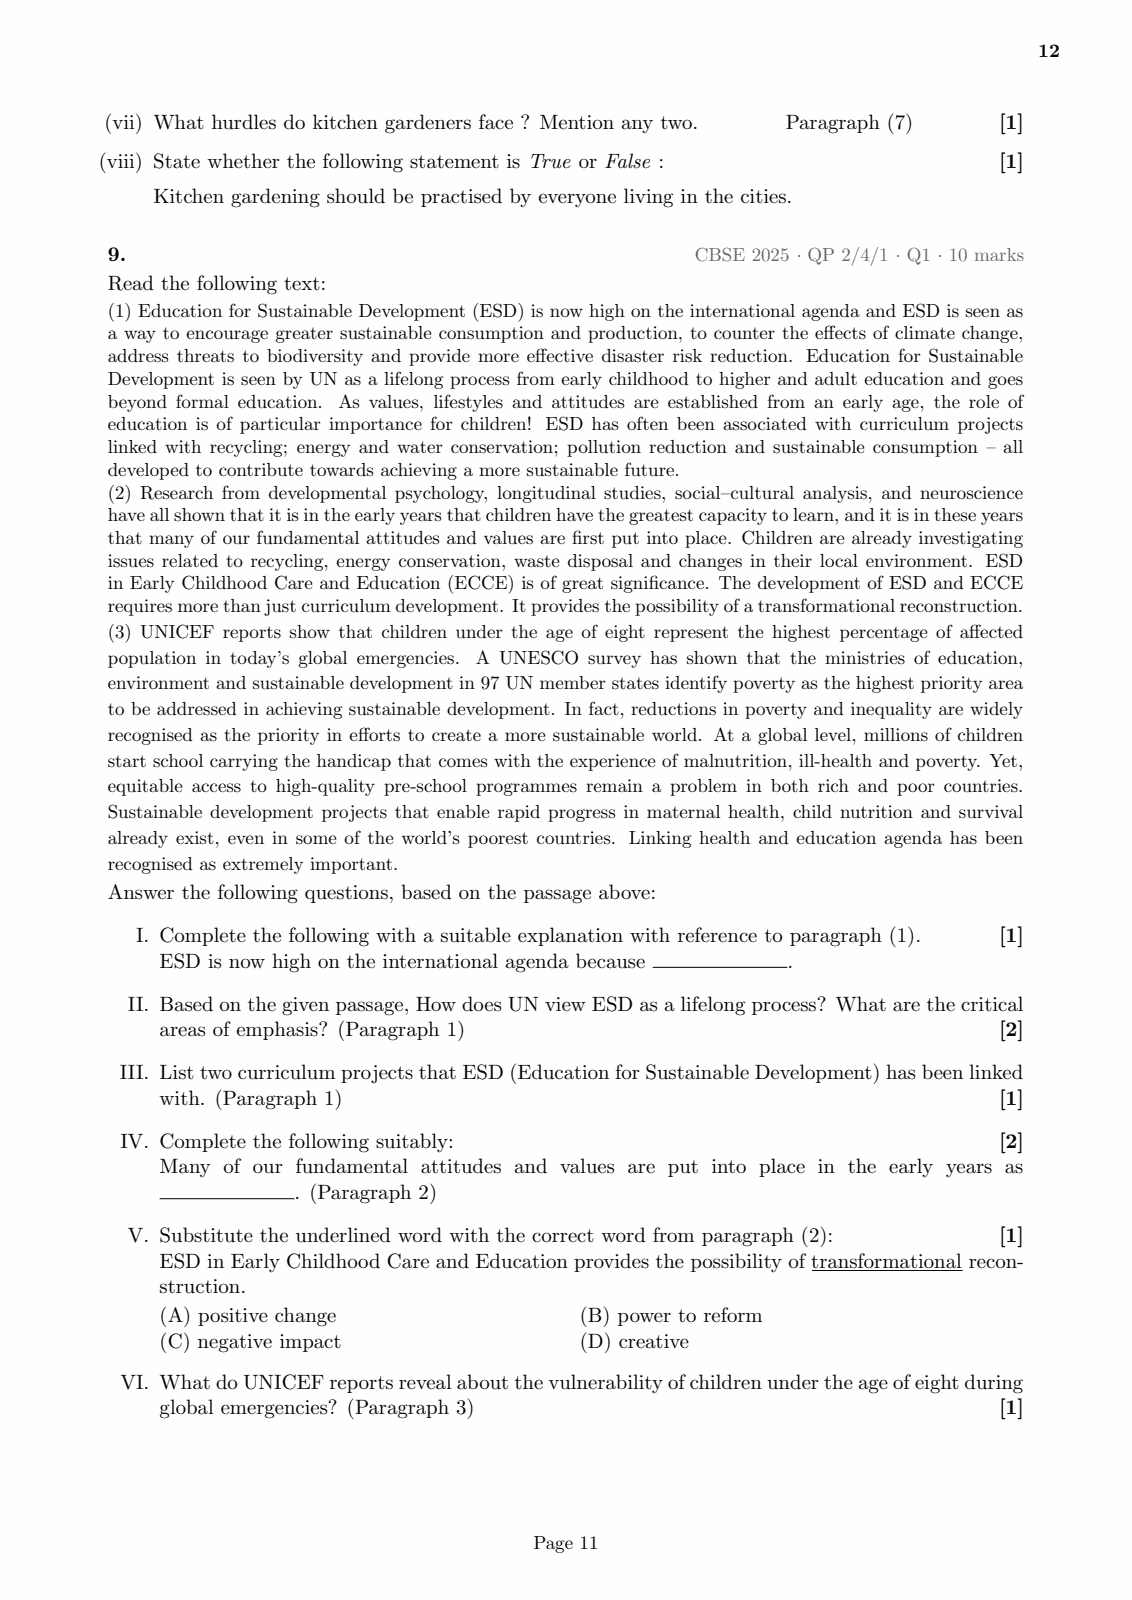 12
(vii) What hurdles do kitchen gardeners face ? Mention any two. Paragraph (7) [1]
(viii) State whether the following statement is True or False : [1]
Kitchen gardening should be practised by everyone living in the cities.
9. CBSE 2025 · QP 2/4/1 · Q1 · 10 marks
Read the following text:
(1) Education for Sustainable Development (ESD) is now high on the international agenda and ESD is seen as
a way to encourage greater sustainable consumption and production, to counter the effects of climate change,
address threats to biodiversity and provide more effective disaster risk reduction. Education for Sustainable
Development is seen by UN as a lifelong process from early childhood to higher and adult education and goes
beyond formal education. As values, lifestyles and attitudes are established from an early age, the role of
education is of particular importance for children! ESD has often been associated with curriculum projects
linked with recycling; energy and water conservation; pollution reduction and sustainable consumption – all
developed to contribute towards achieving a more sustainable future.
(2) Research from developmental psychology, longitudinal studies, social–cultural analysis, and neuroscience
have all shown that it is in the early years that children have the greatest capacity to learn, and it is in these years
that many of our fundamental attitudes and values are first put into place. Children are already investigating
issues related to recycling, energy conservation, waste disposal and changes in their local environment. ESD
in Early Childhood Care and Education (ECCE) is of great significance. The development of ESD and ECCE
requires more than just curriculum development. It provides the possibility of a transformational reconstruction.
(3) UNICEF reports show that children under the age of eight represent the highest percentage of affected
population in today's global emergencies. A UNESCO survey has shown that the ministries of education,
environment and sustainable development in 97 UN member states identify poverty as the highest priority area
to be addressed in achieving sustainable development. In fact, reductions in poverty and inequality are widely
recognised as the priority in efforts to create a more sustainable world. At a global level, millions of children
start school carrying the handicap that comes with the experience of malnutrition, ill-health and poverty. Yet,
equitable access to high-quality pre-school programmes remain a problem in both rich and poor countries.
Sustainable development projects that enable rapid progress in maternal health, child nutrition and survival
already exist, even in some of the world's poorest countries. Linking health and education agenda has been
recognised as extremely important.
Answer the following questions, based on the passage above:
I. Complete the following with a suitable explanation with reference to paragraph (1). [1]
ESD is now high on the international agenda because ____________.
II. Based on the given passage, How does UN view ESD as a lifelong process? What are the critical
areas of emphasis? (Paragraph 1) [2]
III. List two curriculum projects that ESD (Education for Sustainable Development) has been linked
with. (Paragraph 1) [1]
IV. Complete the following suitably: [2]
Many of our fundamental attitudes and values are put into place in the early years as
____________. (Paragraph 2)
V. Substitute the underlined word with the correct word from paragraph (2): [1]
ESD in Early Childhood Care and Education provides the possibility of transformational recon-
struction.
(A) positive change (B) power to reform
(C) negative impact (D) creative
VI. What do UNICEF reports reveal about the vulnerability of children under the age of eight during
global emergencies? (Paragraph 3) [1]
Page 11